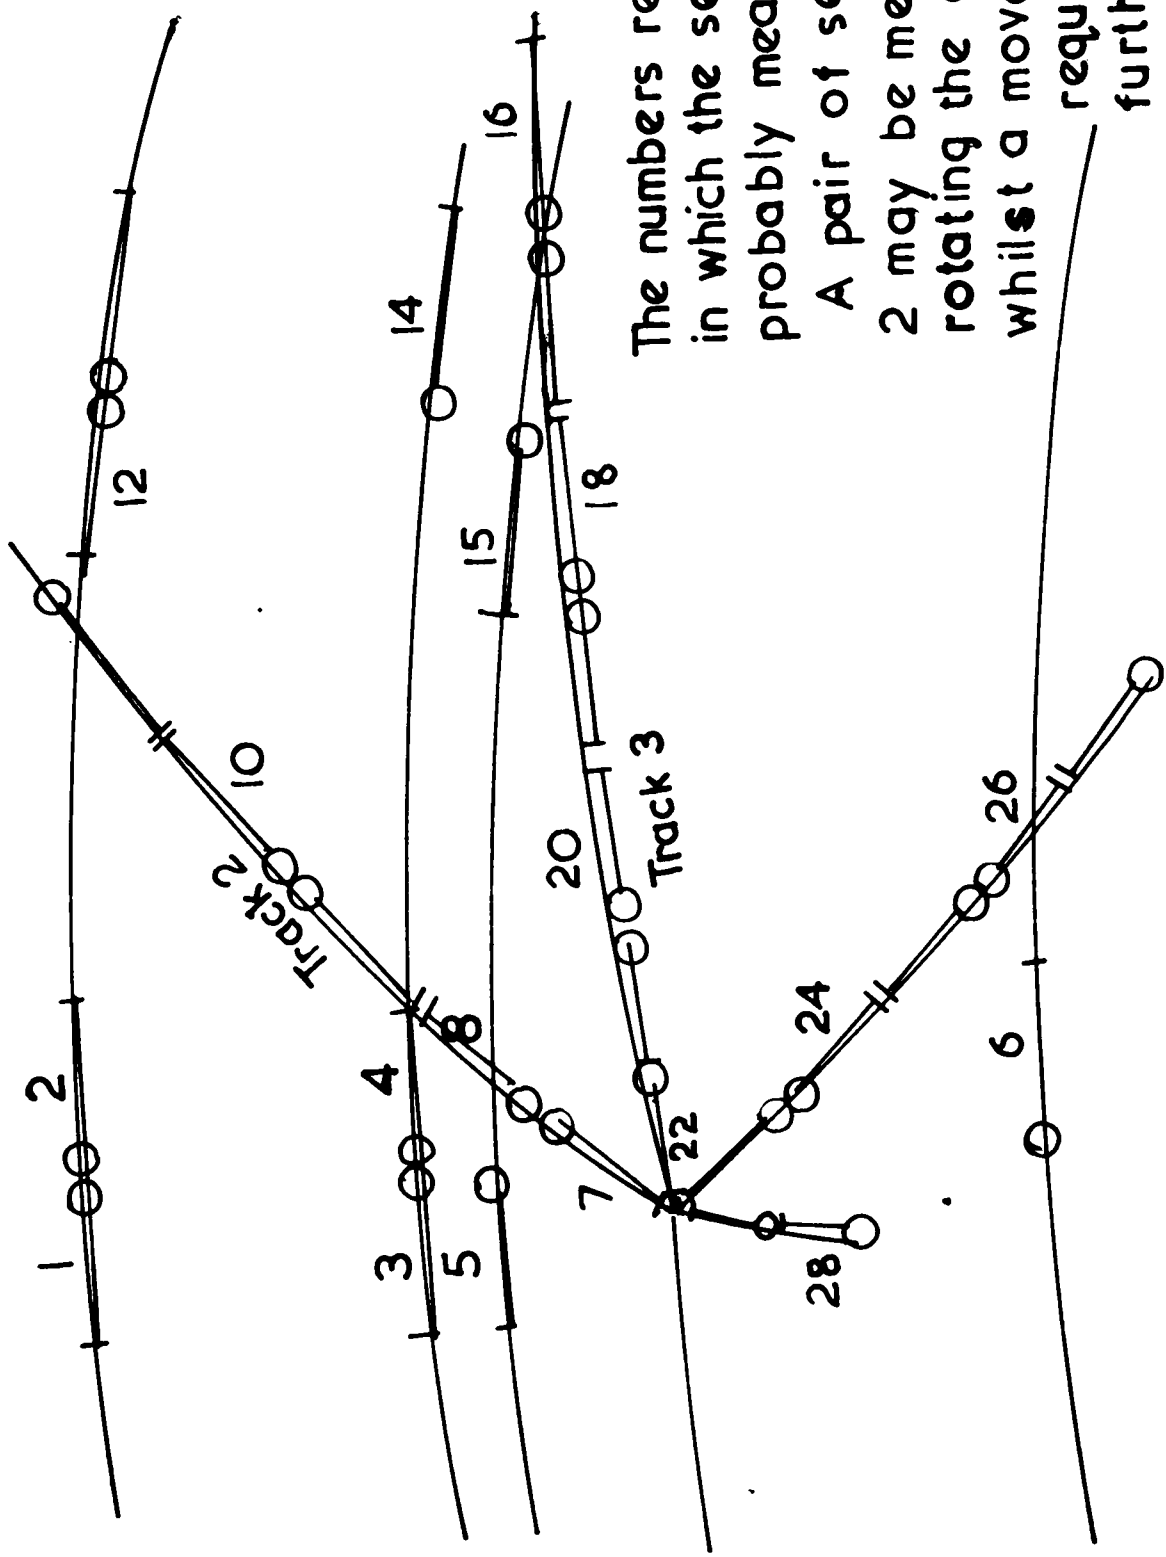 1
2
12
10
Track 2
3
4
14
5
8
15
16
7
20
18
22
Track 3
28
24
26
6
The numbers re
in which the se
probably mea
A pair of se
2 may be me
rotating the
whilst a move
requ
furth